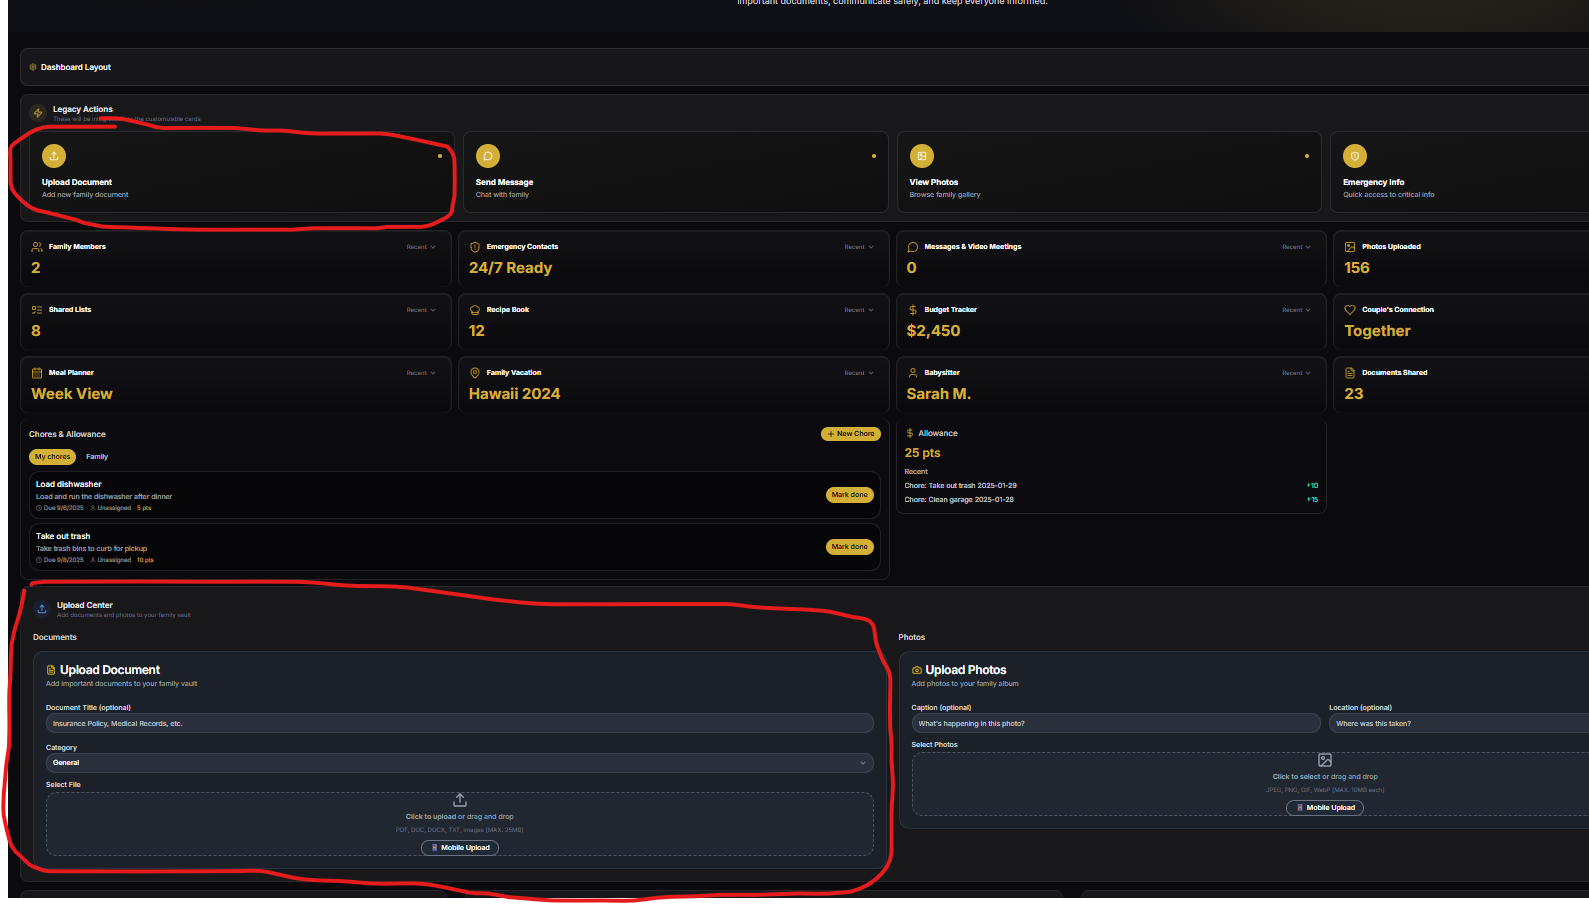 important documents, communicate safely, and keep everyone informed.
Dashboard Layout
Legacy Actions
These will be the customizable cards
Upload Document
Add new family document
Send Message
Chat with family
View Photos
Browse family gallery
Emergency Info
Quick access to critical info
Family Members
Recent
2
Emergency Contacts
Recent
24/7 Ready
Messages & Video Meetings
Recent
0
Photos Uploaded
156
Shared Lists
Recent
8
Recipe Book
Recent
12
Budget Tracker
Recent
$2,450
Couple's Connection
Together
Meal Planner
Recent
Week View
Family Vacation
Recent
Hawaii 2024
Babysitter
Recent
Sarah M.
Documents Shared
23
Chores & Allowance
+ New Chore
My chores
Family
Load dishwasher
Load and run the dishwasher after dinner
Due 9/6/2025 Unassigned 5 pts
Mark done
Take out trash
Take trash bins to curb for pickup
Due 9/8/2025 Unassigned 10 pts
Mark done
Allowance
25 pts
Recent
Chore: Take out trash 2025-01-29 +10
Chore: Clean garage 2025-01-28 +15
Upload Center
Add documents and photos to your family vault
Documents
Upload Document
Add important documents to your family vault
Document Title (optional)
Insurance Policy, Medical Records, etc.
Category
General
Select File
Click to upload or drag and drop
PDF, DOC, DOCX, TXT, Images (MAX. 25MB)
Mobile Upload
Photos
Upload Photos
Add photos to your family album
Caption (optional)
What's happening in this photo?
Location (optional)
Where was this taken?
Select Photos
Click to select or drag and drop
JPEG, PNG, GIF, WebP (MAX. 10MB each)
Mobile Upload